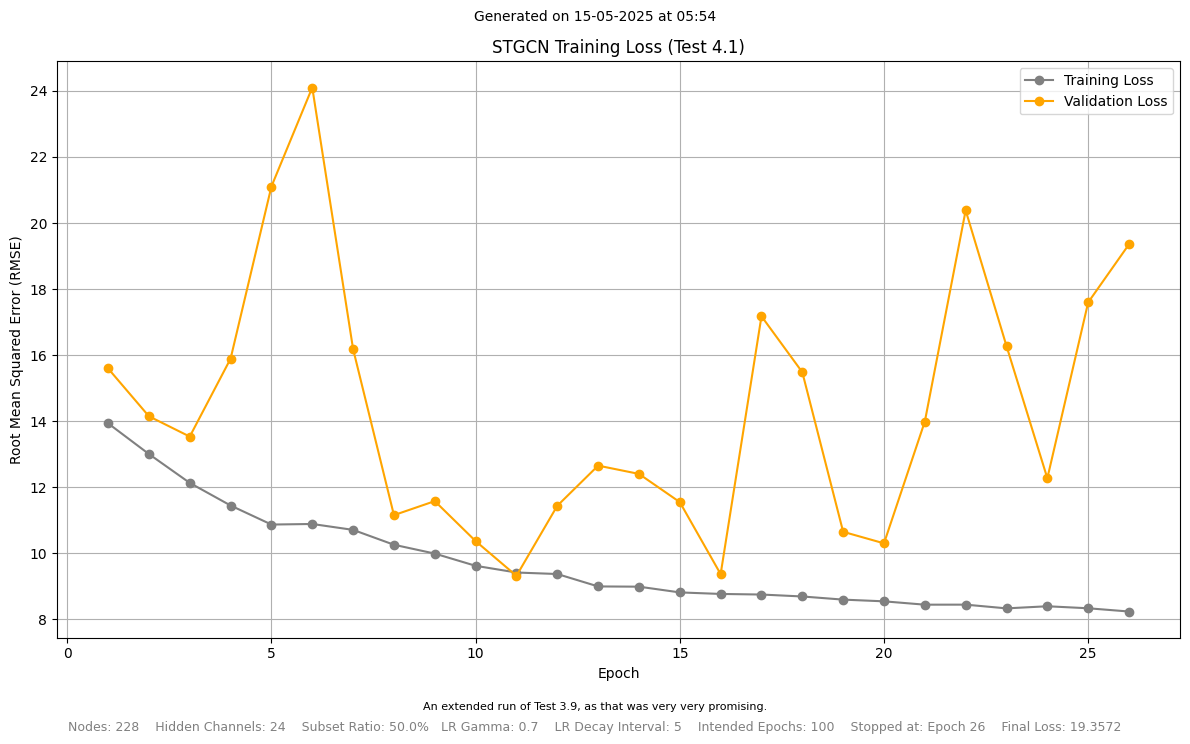 Generated on 15-05-2025 at 05:54
STGCN Training Loss (Test 4.1)
Training Loss
Validation Loss
Root Mean Squared Error (RMSE)
24
22
20
18
16
14
12
10
8
0 5 10 15 20 25
Epoch
An extended run of Test 3.9, as that was very very promising.
Nodes: 228 Hidden Channels: 24 Subset Ratio: 50.0% LR Gamma: 0.7 LR Decay Interval: 5 Intended Epochs: 100 Stopped at: Epoch 26 Final Loss: 19.3572